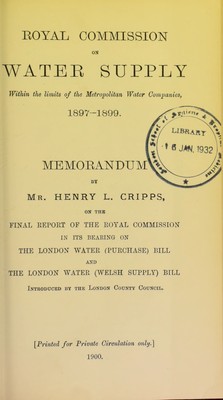 ROYAL COMMISSION
ON
WATER SUPPLY
Within the limits of the Metropolitan Water Companies,
1897-1899.
LIBRARY
16 JAN 1932
MEMORANDUM
BY
MR. HENRY L. CRIPPS,
ON THE
FINAL REPORT OF THE ROYAL COMMISSION
IN ITS BEARING ON
THE LONDON WATER (PURCHASE) BILL
AND
THE LONDON WATER (WELSH SUPPLY) BILL
INTRODUCED BY THE LONDON COUNTY COUNCIL.
[Printed for Private Circulation only.]
1900.